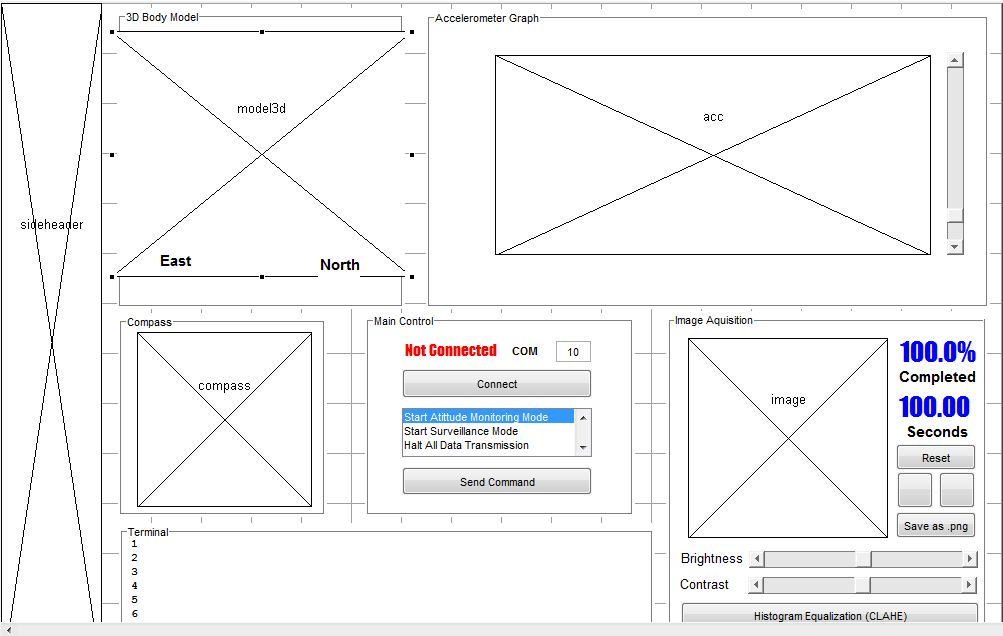 3D Body Model
model3d
East
North
Accelerometer Graph
acc
sideheader
Compass
compass
Main Control
Not Connected COM 10
Connect
Start Atittude Monitoring Mode
Start Surveillance Mode
Halt All Data Transmission
Send Command
Image Aquisition
image
100.0%
Completed
100.00
Seconds
Reset
Save as .png
Brightness
Contrast
Histogram Equalization (CLAHE)
Terminal
1
2
3
4
5
6